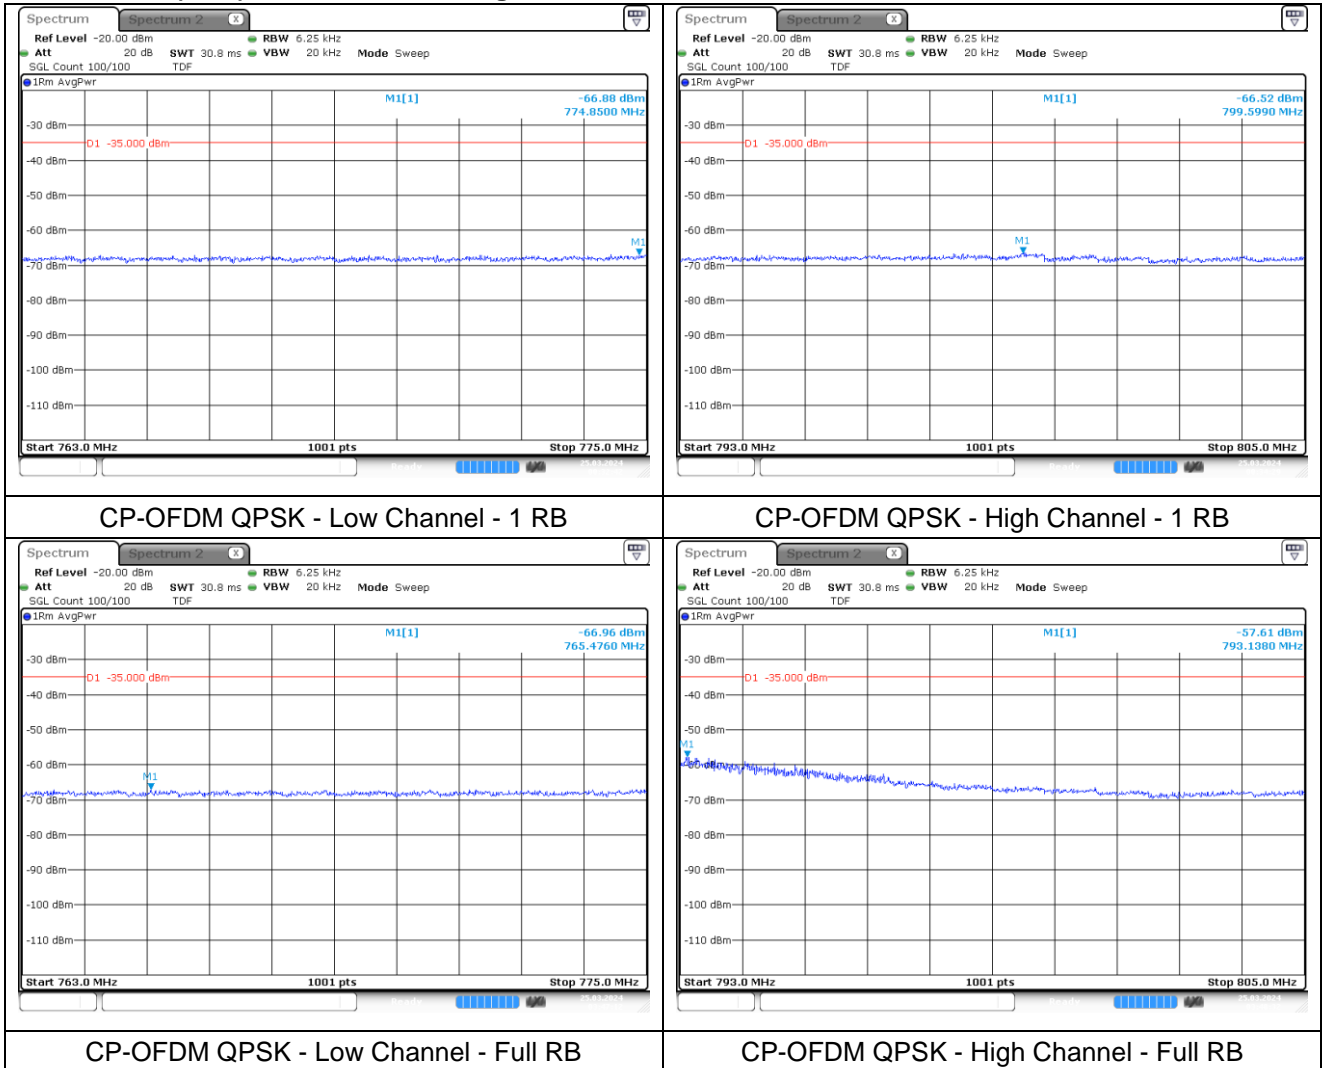 Spectrum Spectrum 2 X
Ref Level -20.00 dBm RBW 6.25 kHz
Att 20 dB SWT 30.8 ms VBW 20 kHz Mode Sweep
SGL Count 100/100 TDF
1Rm AvgPwr
M1[1] -66.88 dBm
774.8500 MHz
-30 dBm
D1 -35.000 dBm
-40 dBm
-50 dBm
-60 dBm
M1
-70 dBm
-80 dBm
-90 dBm
-100 dBm
-110 dBm
Start 763.0 MHz 1001 pts Stop 775.0 MHz
Ready 25.03.2024
CP-OFDM QPSK - Low Channel - 1 RB
Spectrum Spectrum 2 X
Ref Level -20.00 dBm RBW 6.25 kHz
Att 20 dB SWT 30.8 ms VBW 20 kHz Mode Sweep
SGL Count 100/100 TDF
1Rm AvgPwr
M1[1] -66.52 dBm
799.5990 MHz
-30 dBm
D1 -35.000 dBm
-40 dBm
-50 dBm
-60 dBm
M1
-70 dBm
-80 dBm
-90 dBm
-100 dBm
-110 dBm
Start 793.0 MHz 1001 pts Stop 805.0 MHz
Ready 25.03.2024
CP-OFDM QPSK - High Channel - 1 RB
Spectrum Spectrum 2 X
Ref Level -20.00 dBm RBW 6.25 kHz
Att 20 dB SWT 30.8 ms VBW 20 kHz Mode Sweep
SGL Count 100/100 TDF
1Rm AvgPwr
M1[1] -66.96 dBm
765.4760 MHz
-30 dBm
D1 -35.000 dBm
-40 dBm
-50 dBm
-60 dBm
M1
-70 dBm
-80 dBm
-90 dBm
-100 dBm
-110 dBm
Start 763.0 MHz 1001 pts Stop 775.0 MHz
Ready 25.03.2024
CP-OFDM QPSK - Low Channel - Full RB
Spectrum Spectrum 2 X
Ref Level -20.00 dBm RBW 6.25 kHz
Att 20 dB SWT 30.8 ms VBW 20 kHz Mode Sweep
SGL Count 100/100 TDF
1Rm AvgPwr
M1[1] -57.61 dBm
793.1380 MHz
-30 dBm
D1 -35.000 dBm
-40 dBm
-50 dBm
M1
-60 dBm
-70 dBm
-80 dBm
-90 dBm
-100 dBm
-110 dBm
Start 793.0 MHz 1001 pts Stop 805.0 MHz
Ready 25.03.2024
CP-OFDM QPSK - High Channel - Full RB